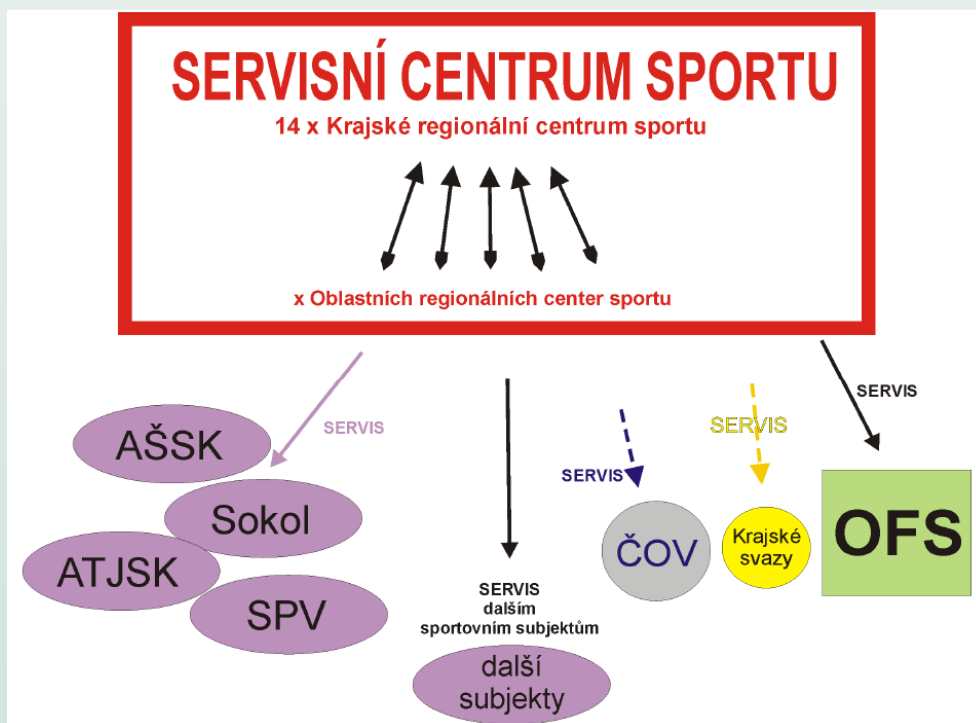 SERVISNÍ CENTRUM SPORTU
14 x Krajské regionální centrum sportu
x Oblastních regionálních center sportu
SERVIS
SERVIS
SERVIS
SERVIS
AŠSK
Sokol
ATJSK
SPV
SERVIS
dalším
sportovním subjektům
další
subjekty
ČOV
Krajské
svazy
OFS